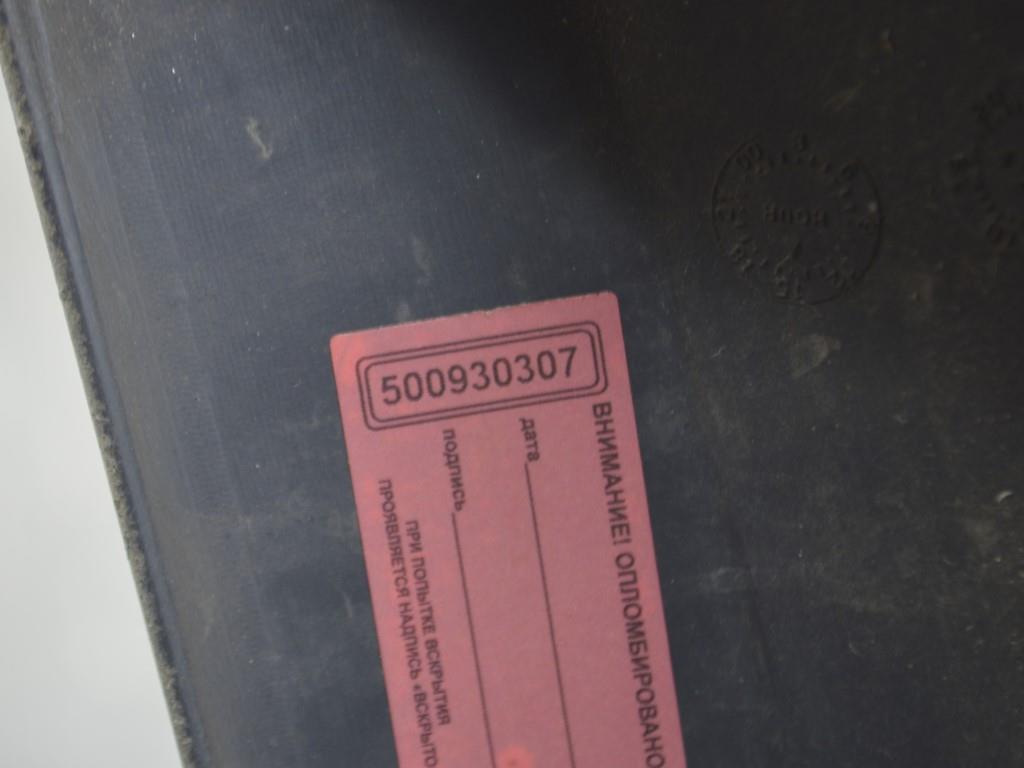 500930307
ВНИМАНИЕ! ОПЛОМБИРОВАНО
дата
подпись
ПРИ ПОПЫТКЕ ВСКРЫТИЯ
ПРОЯВЛЯЕТСЯ НАДПИСЬ «ВСКРЫТО